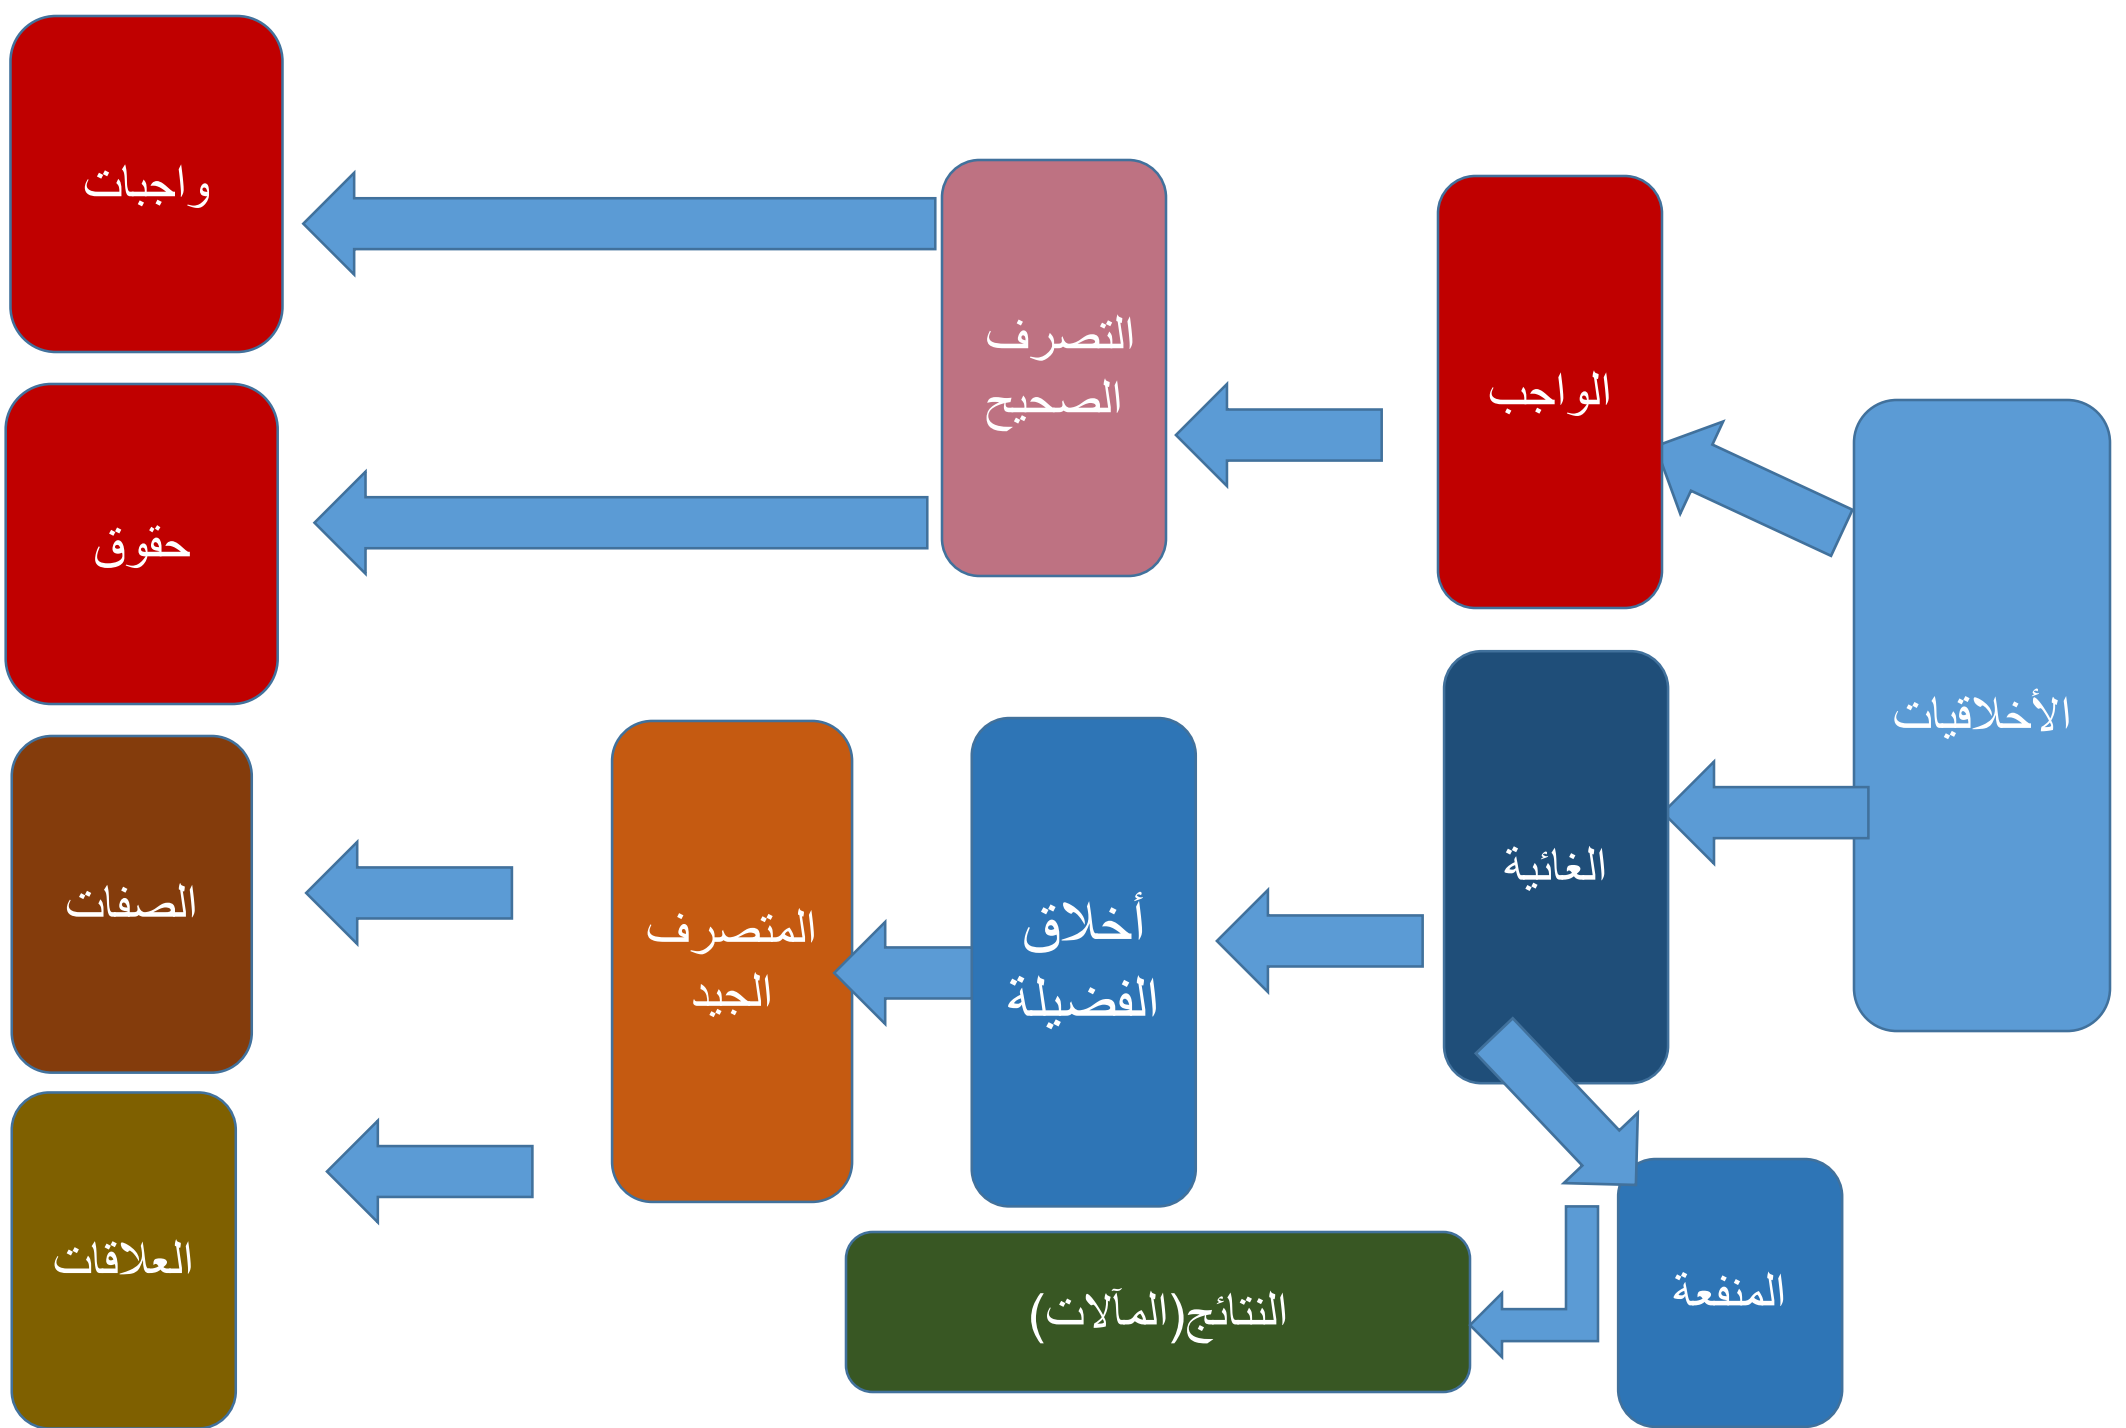 الأخلاقيات
الواجب
التصرف
الصحيح
واجبات
حقوق
الغائية
أخلاق
الفضيلة
المتصرف
الجيد
الصفات
العلاقات
المنفعة
النتائج(المآلات)